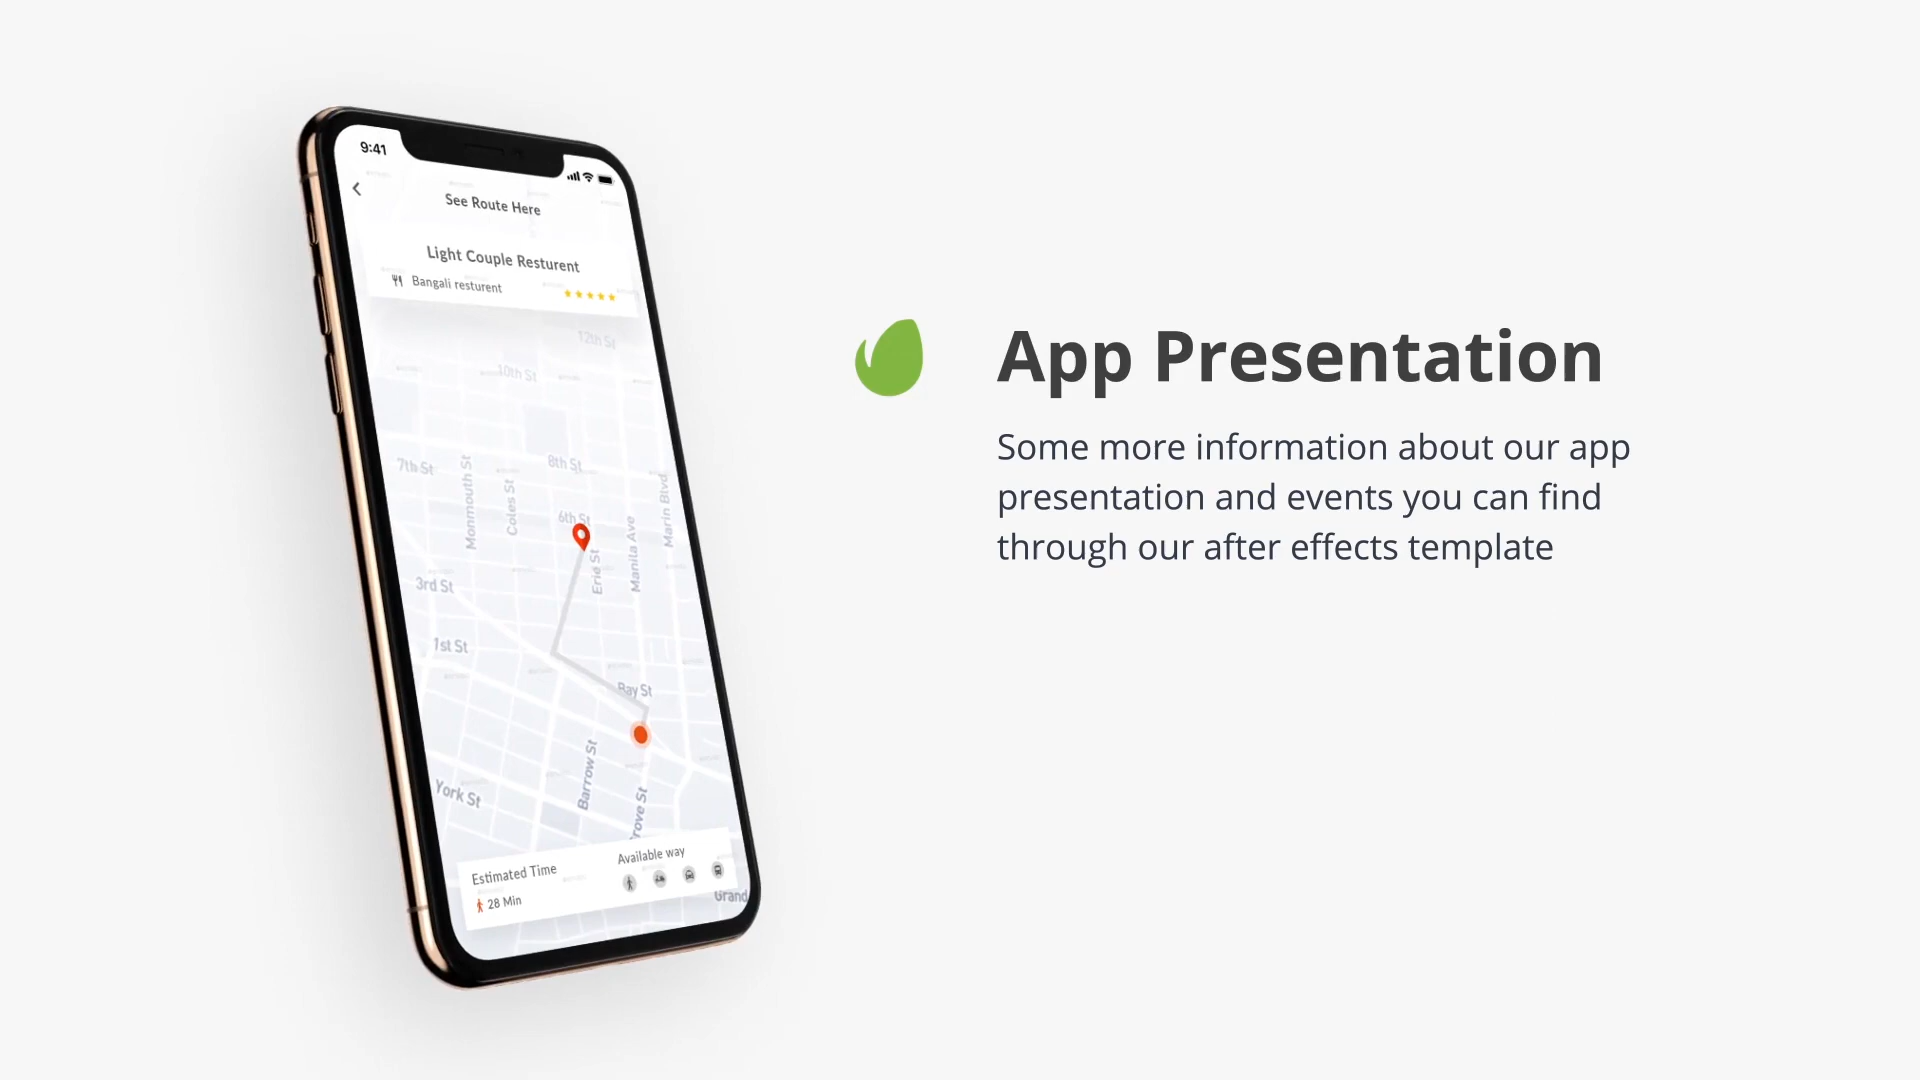 9:41
See Route Here
Light Couple Resturent
Bangali resturent
12th St
10th St
8th St
7th St
Monmouth St
Coles St
6th St
Erie St
Manila Ave
Marin Blvd
3rd St
1st St
Bay St
Barrow St
York St
rove St
Estimated Time
28 Min
Available way
Grand
App Presentation
Some more information about our app
presentation and events you can find
through our after effects template